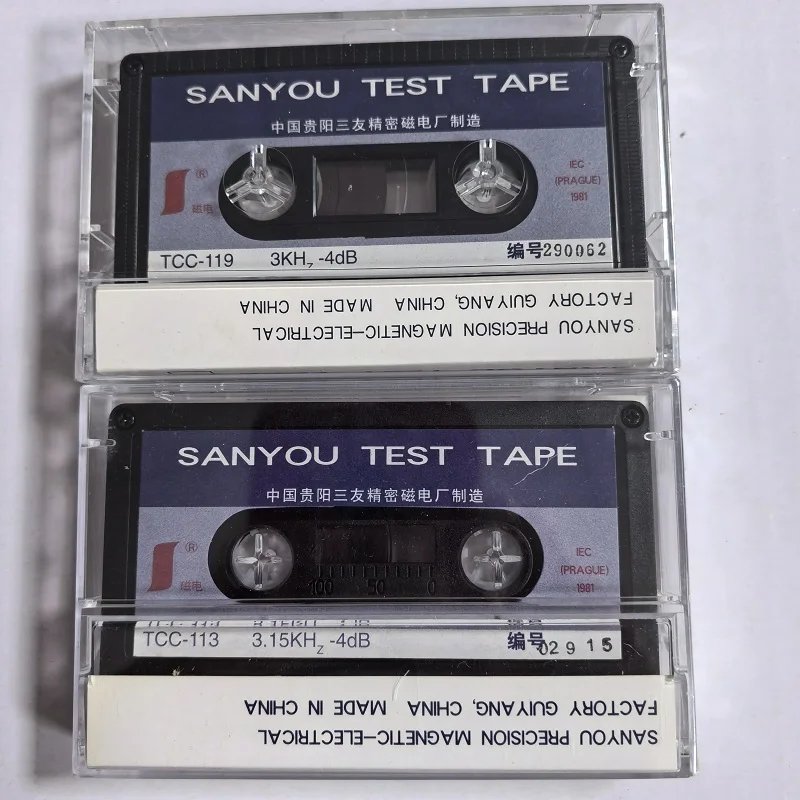 SANYOU TEST TAPE
中国贵阳三友精密磁电厂制造
®
磁电
IEC
(PRAGUE)
1981
TCC-119 3KHz -4dB 编号290062
SANYOU PRECISION MAGNETIC-ELECTRICAL
FACTORY GUIYANG, CHINA MADE IN CHINA
SANYOU TEST TAPE
中国贵阳三友精密磁电厂制造
®
磁电
IEC
(PRAGUE)
1981
100 50 0
TCC-113 3.15KHz -4dB 编号02915
SANYOU PRECISION MAGNETIC-ELECTRICAL
FACTORY GUIYANG, CHINA MADE IN CHINA